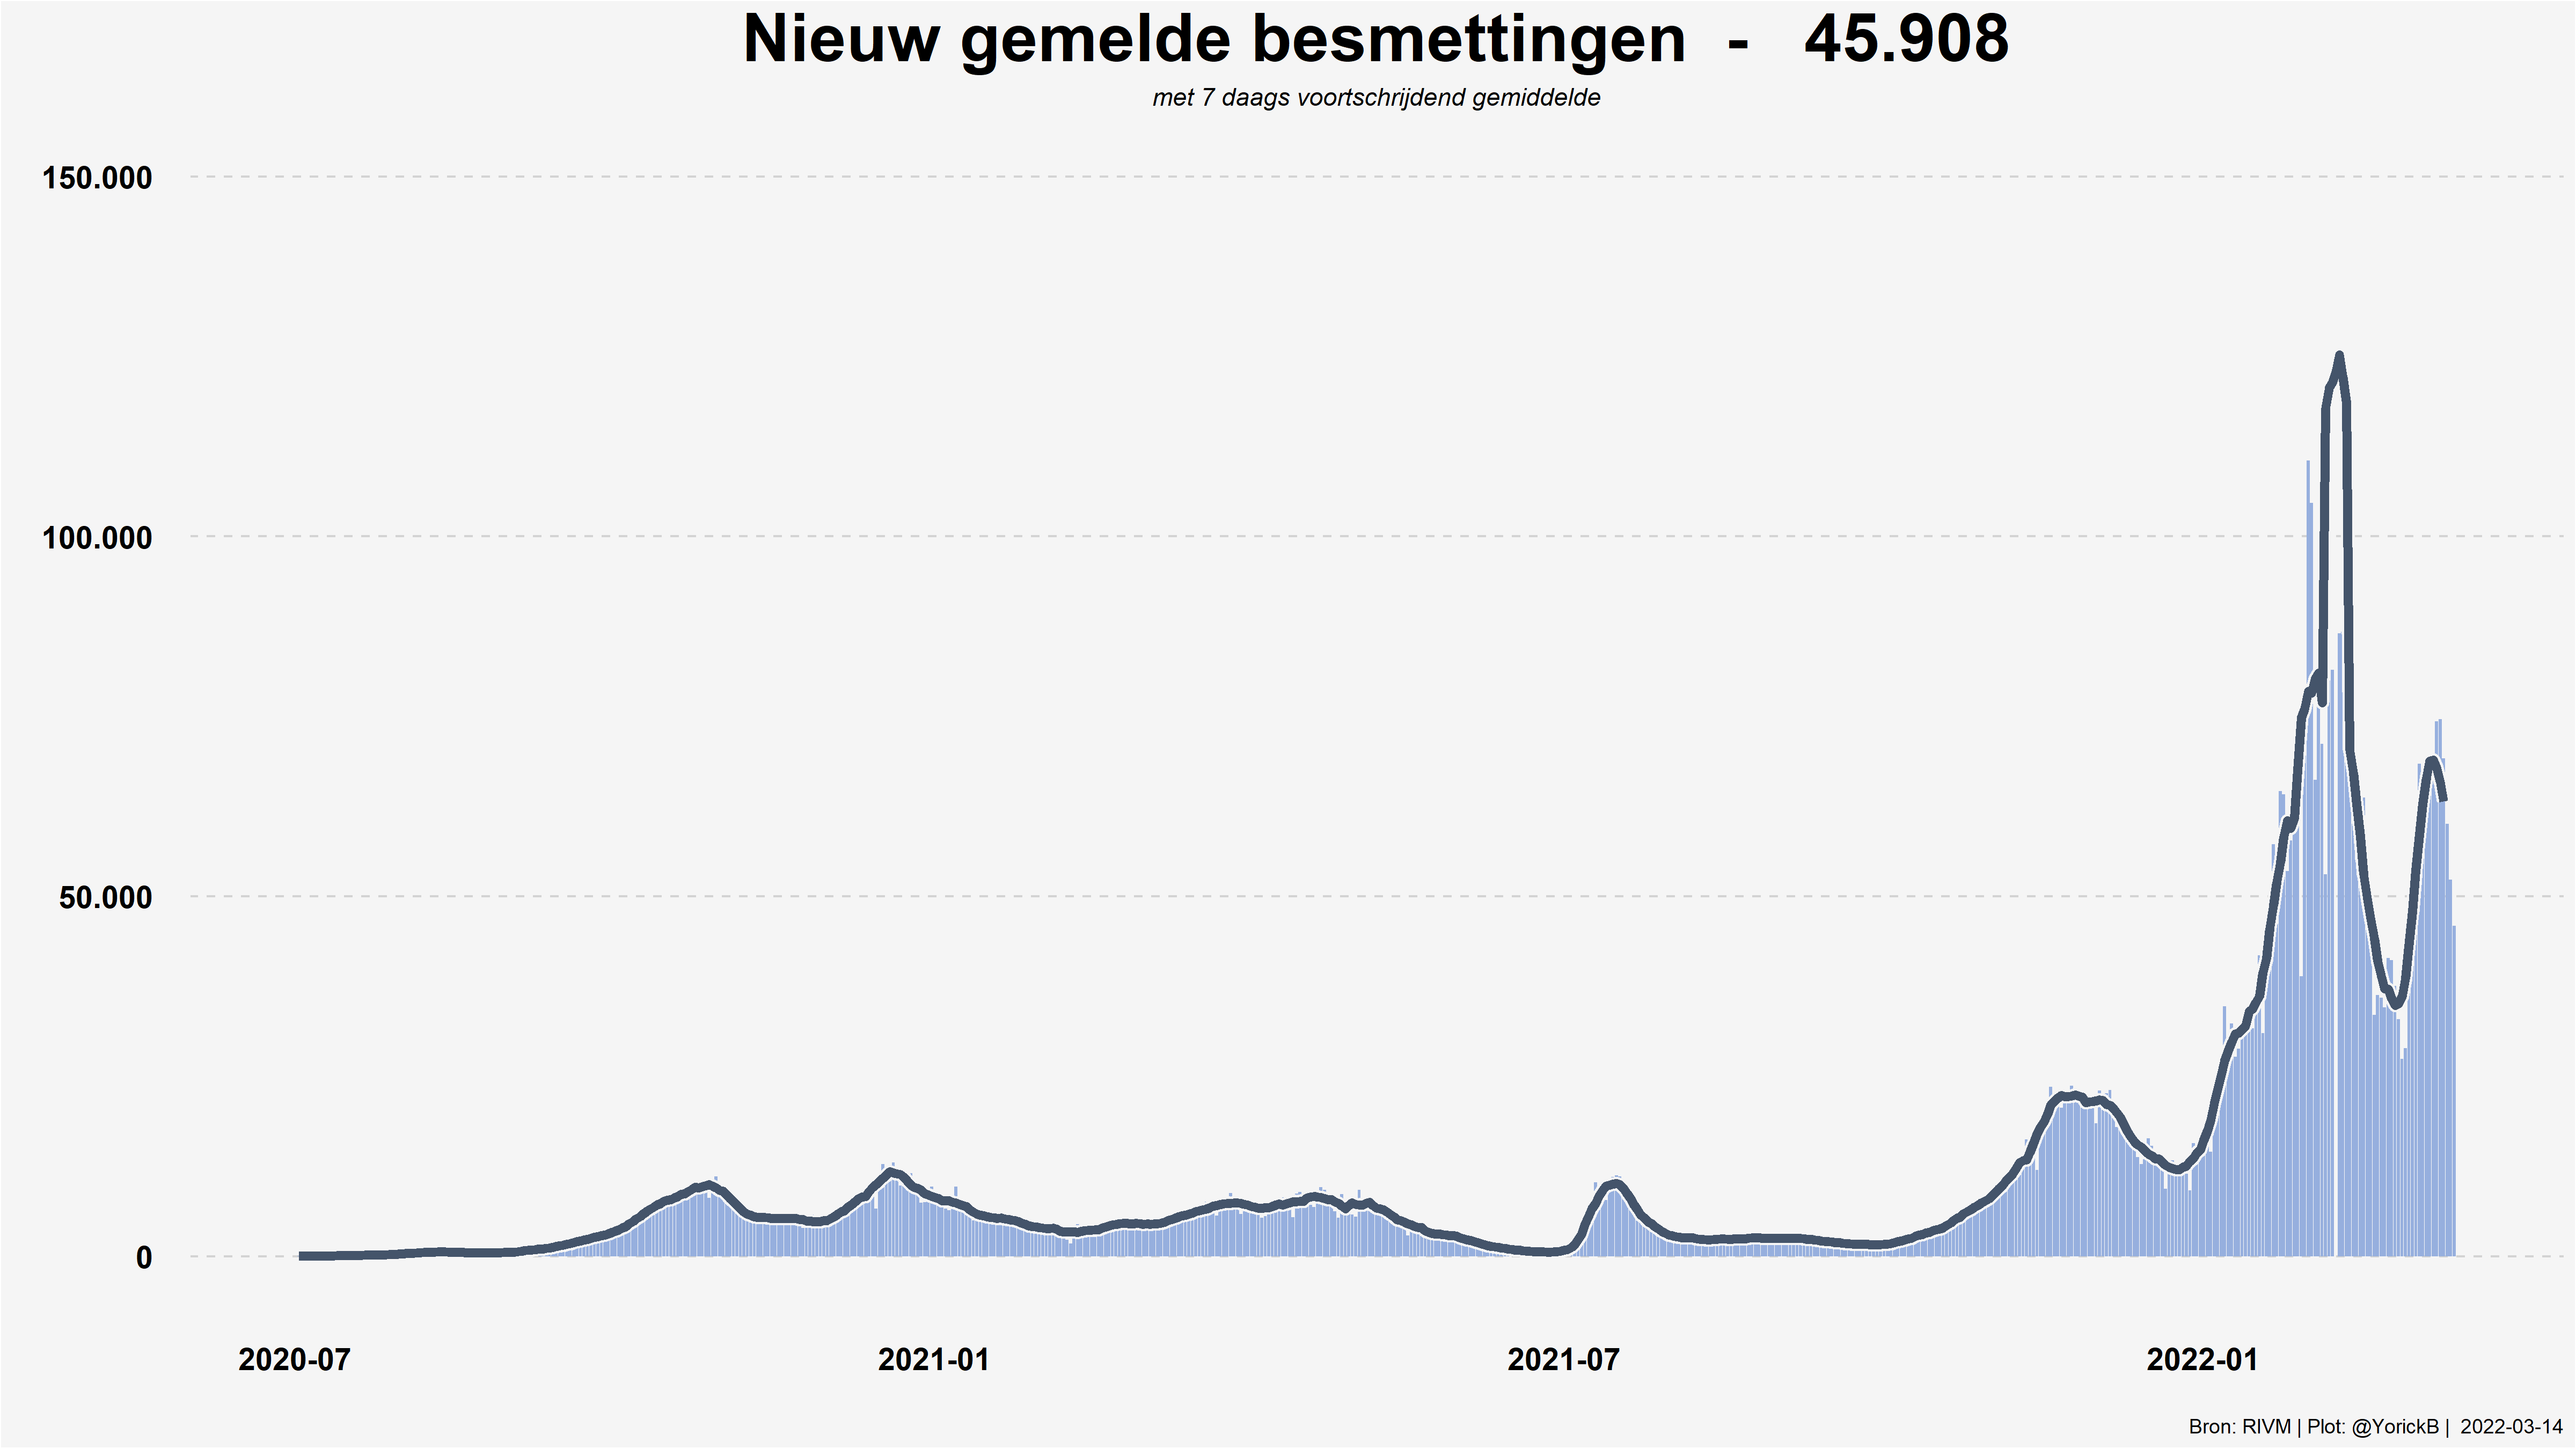 Nieuw gemelde besmettingen - 45.908
met 7 daags voortschrijdend gemiddelde
150.000
100.000
50.000
0
2020-07 2021-01 2021-07 2022-01
Bron: RIVM | Plot: @YorickB | 2022-03-14